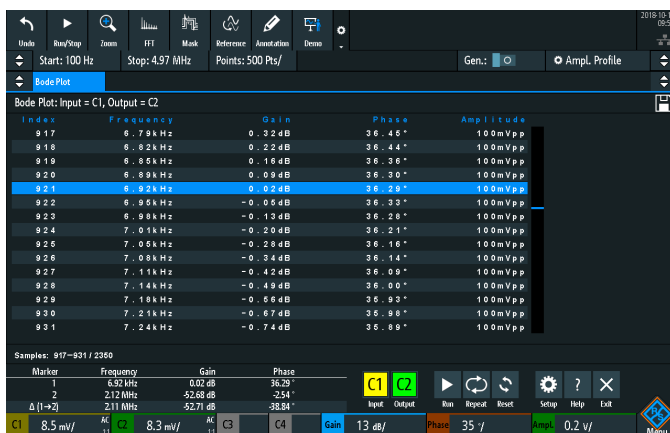 2018-10-1
09:5
Undo Run/Stop Zoom FFT Mask Reference Annotation Demo
Start: 100 Hz Stop: 4.97 MHz Points: 500 Pts/ Gen.: Ampl. Profile
Bode Plot
Bode Plot: Input = C1, Output = C2
Index Frequency Gain Phase Amplitude
917 6.79kHz 0.32dB 36.45° 100mVpp
918 6.82kHz 0.22dB 36.44° 100mVpp
919 6.85kHz 0.16dB 36.36° 100mVpp
920 6.89kHz 0.09dB 36.30° 100mVpp
921 6.92kHz 0.02dB 36.29° 100mVpp
922 6.95kHz -0.05dB 36.33° 100mVpp
923 6.98kHz -0.13dB 36.28° 100mVpp
924 7.01kHz -0.20dB 36.21° 100mVpp
925 7.05kHz -0.28dB 36.16° 100mVpp
926 7.08kHz -0.34dB 36.14° 100mVpp
927 7.11kHz -0.42dB 36.09° 100mVpp
928 7.14kHz -0.49dB 36.00° 100mVpp
929 7.18kHz -0.56dB 35.93° 100mVpp
930 7.21kHz -0.67dB 35.98° 100mVpp
931 7.24kHz -0.74dB 35.89° 100mVpp
Samples: 917-931 / 2350
Marker Frequency Gain Phase
1 6.92 kHz 0.02 dB 36.29 °
2 2.12 MHz -52.68 dB -2.54 °
Δ (1→2) 2.11 MHz -52.71 dB -38.84 °
C1 C2
Input Output Run Repeat Reset Setup Help Exit
C1 8.5 mV/ AC 1:1 C2 8.3 mV/ AC 1:1 C3 C4 Gain 13 dB/ Phase 35 °/ Ampl. 0.2 V/ Menu